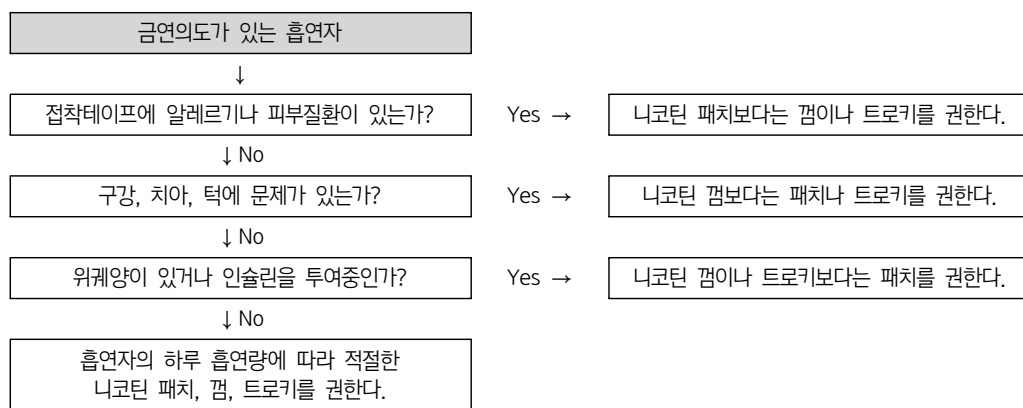 금연의도가 있는 흡연자
↓
접착테이프에 알레르기나 피부질환이 있는가? Yes → 니코틴 패치보다는 껌이나 트로키를 권한다.
↓ No
구강, 치아, 턱에 문제가 있는가? Yes → 니코틴 껌보다는 패치나 트로키를 권한다.
↓ No
위궤양이 있거나 인슐린을 투여중인가? Yes → 니코틴 껌이나 트로키보다는 패치를 권한다.
↓ No
흡연자의 하루 흡연량에 따라 적절한
니코틴 패치, 껌, 트로키를 권한다.